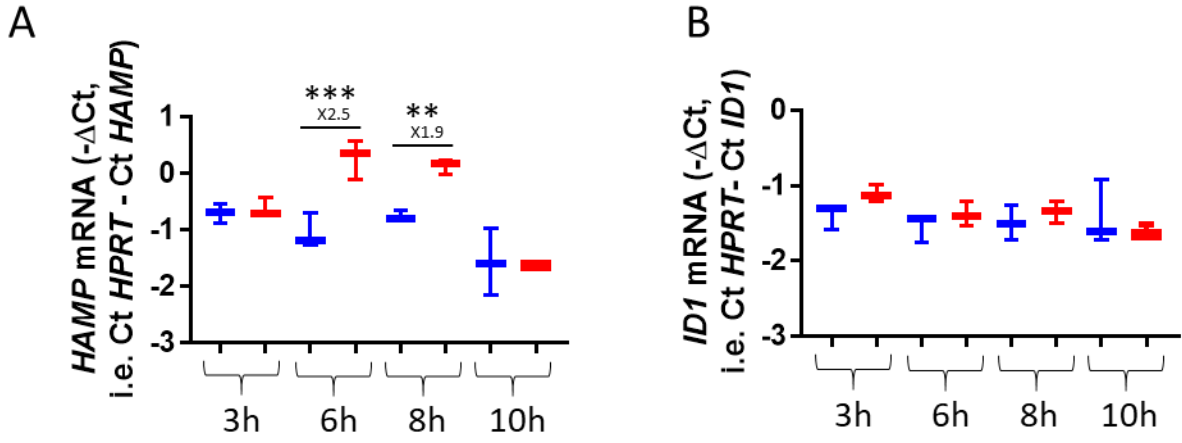 A
HAMP mRNA (-ΔCt,
i.e. Ct HPRT - Ct HAMP)
1
0
-1
-2
-3
***
X2.5
**
X1.9
3h
6h
8h
10h
B
ID1 mRNA (-ΔCt,
i.e. Ct HPRT- Ct ID1)
0
-1
-2
-3
3h
6h
8h
10h